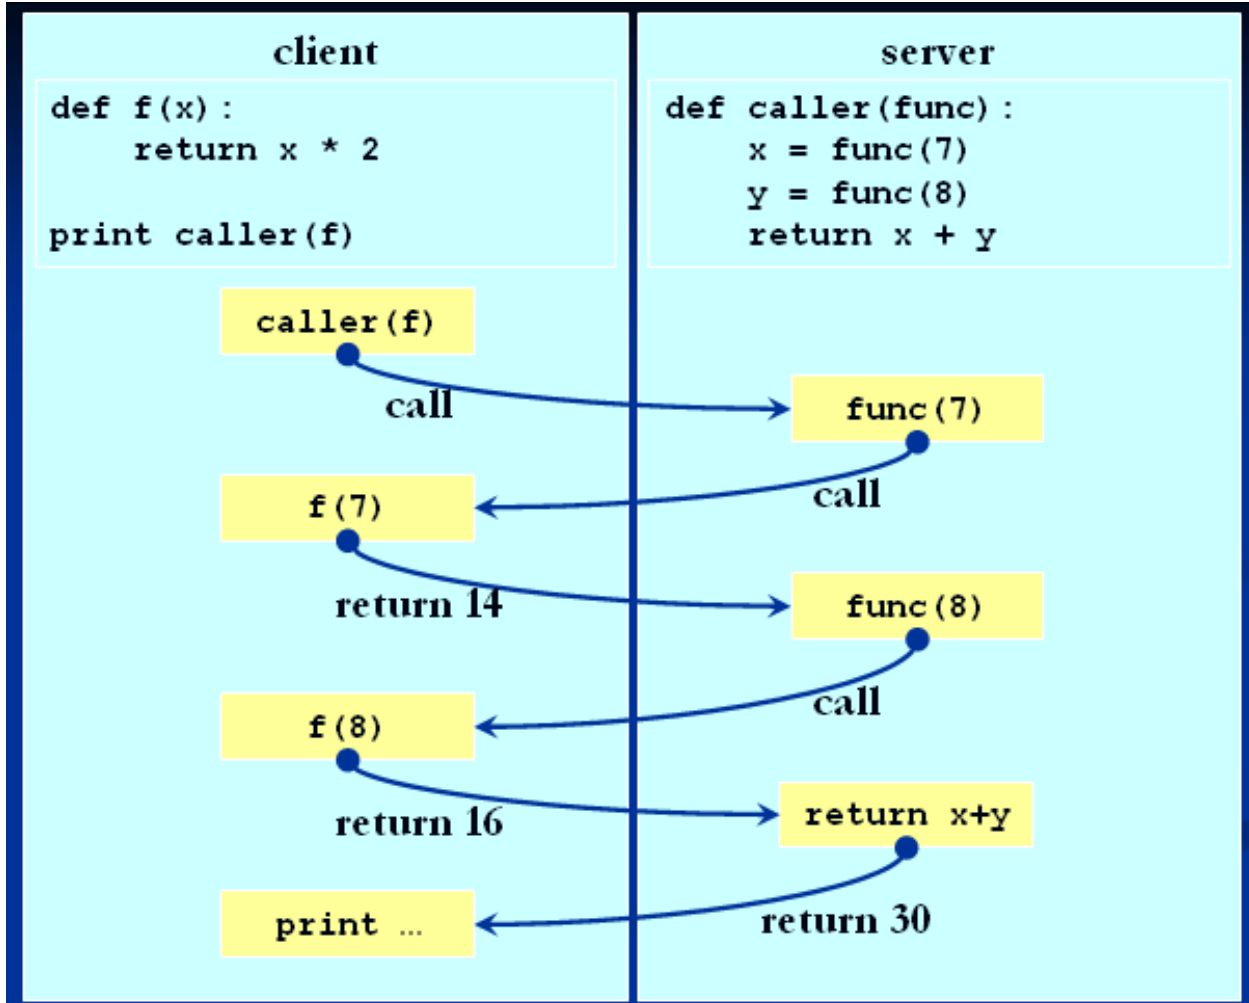 client
def f(x):
    return x * 2
print caller(f)
server
def caller(func):
    x = func(7)
    y = func(8)
    return x + y
caller(f)
call
func(7)
call
f(7)
return 14
func(8)
call
f(8)
return 16
return x+y
return 30
print …